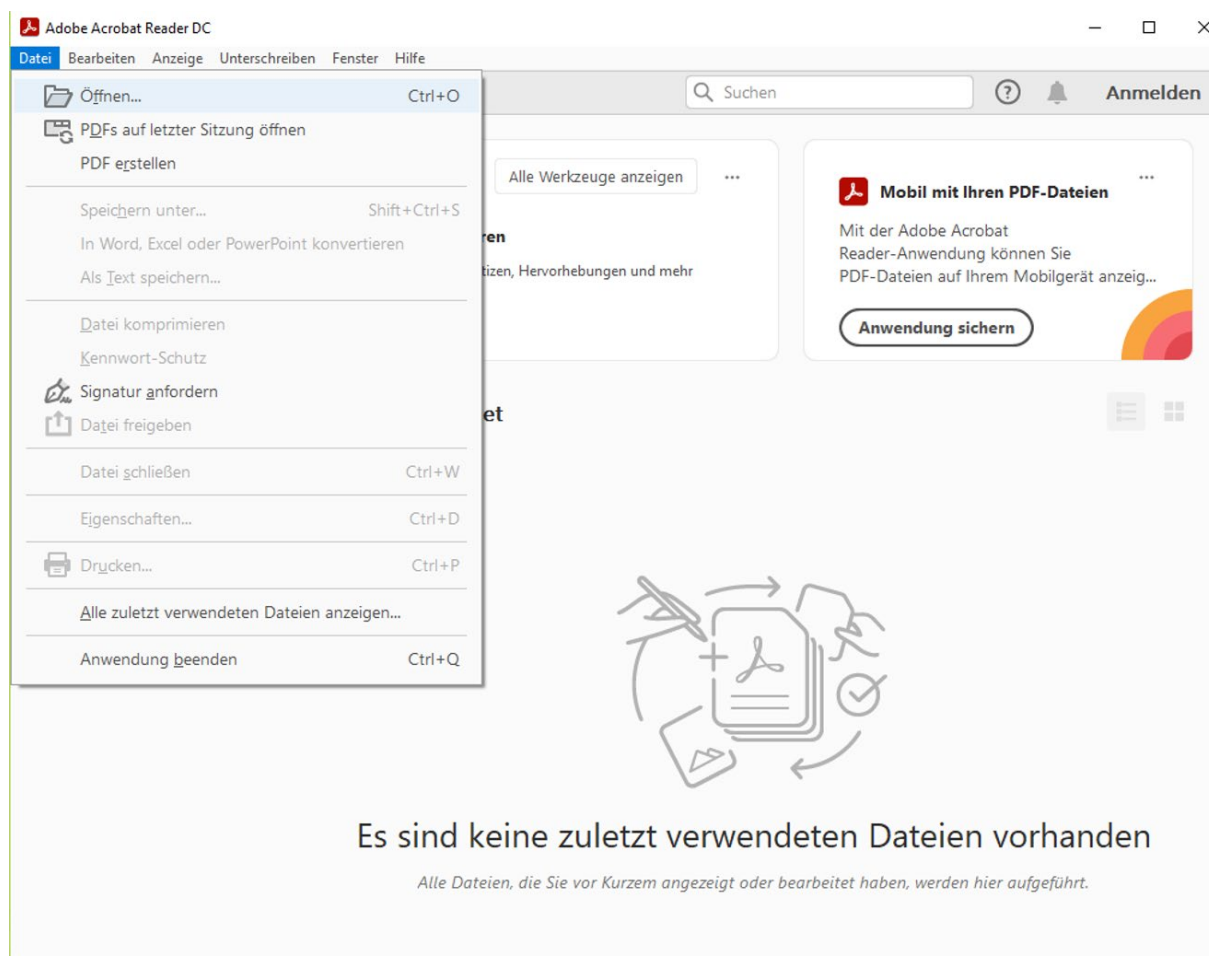 Adobe Acrobat Reader DC
Datei Bearbeiten Anzeige Unterschreiben Fenster Hilfe
Öffnen... Ctrl+O
PDFs auf letzter Sitzung öffnen
PDF erstellen
Speichern unter... Shift+Ctrl+S
In Word, Excel oder PowerPoint konvertieren
Als Text speichern...
Datei komprimieren
Kennwort-Schutz
Signatur anfordern
Datei freigeben
Datei schließen Ctrl+W
Eigenschaften... Ctrl+D
Drucken... Ctrl+P
Alle zuletzt verwendeten Dateien anzeigen...
Anwendung beenden Ctrl+Q
Suchen
Anmelden
Alle Werkzeuge anzeigen
ren
tizen, Hervorhebungen und mehr
Mobil mit Ihren PDF-Dateien
Mit der Adobe Acrobat
Reader-Anwendung können Sie
PDF-Dateien auf Ihrem Mobilgerät anzeig...
Anwendung sichern
et
Es sind keine zuletzt verwendeten Dateien vorhanden
Alle Dateien, die Sie vor Kurzem angezeigt oder bearbeitet haben, werden hier aufgeführt.